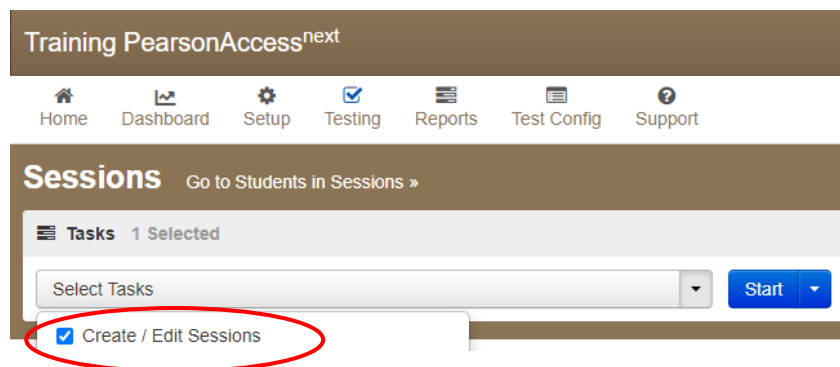 Training PearsonAccessnext
Home Dashboard Setup Testing Reports Test Config Support
Sessions Go to Students in Sessions »
Tasks 1 Selected
Select Tasks Start
Create / Edit Sessions